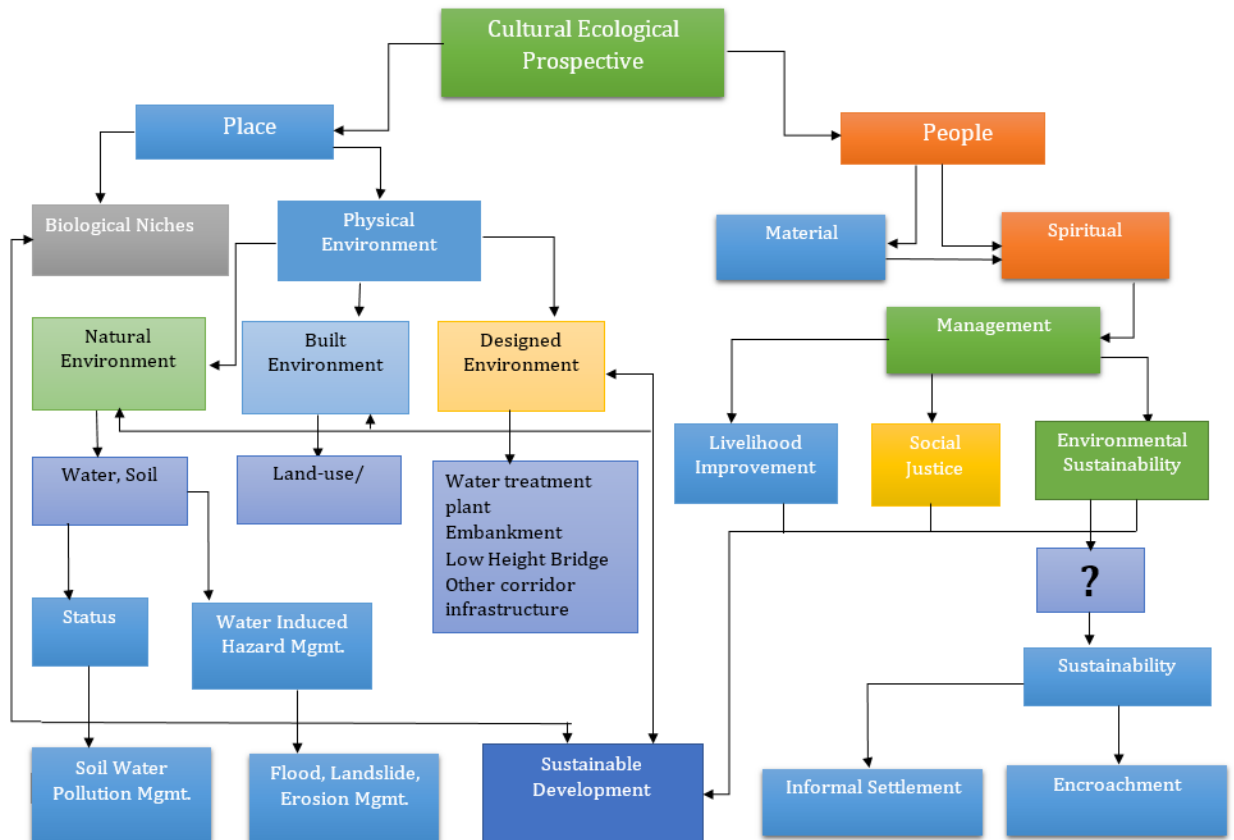 Cultural Ecological
Prospective
Place
People
Biological Niches
Physical
Environment
Material
Spiritual
Natural
Environment
Built
Environment
Designed
Environment
Management
Livelihood
Improvement
Social
Justice
Environmental
Sustainability
Water, Soil
Land-use/
Water treatment
plant
Embankment
Low Height Bridge
Other corridor
infrastructure
?
Status
Water Induced
Hazard Mgmt.
Sustainability
Soil Water
Pollution Mgmt.
Flood, Landslide,
Erosion Mgmt.
Sustainable
Development
Informal Settlement
Encroachment